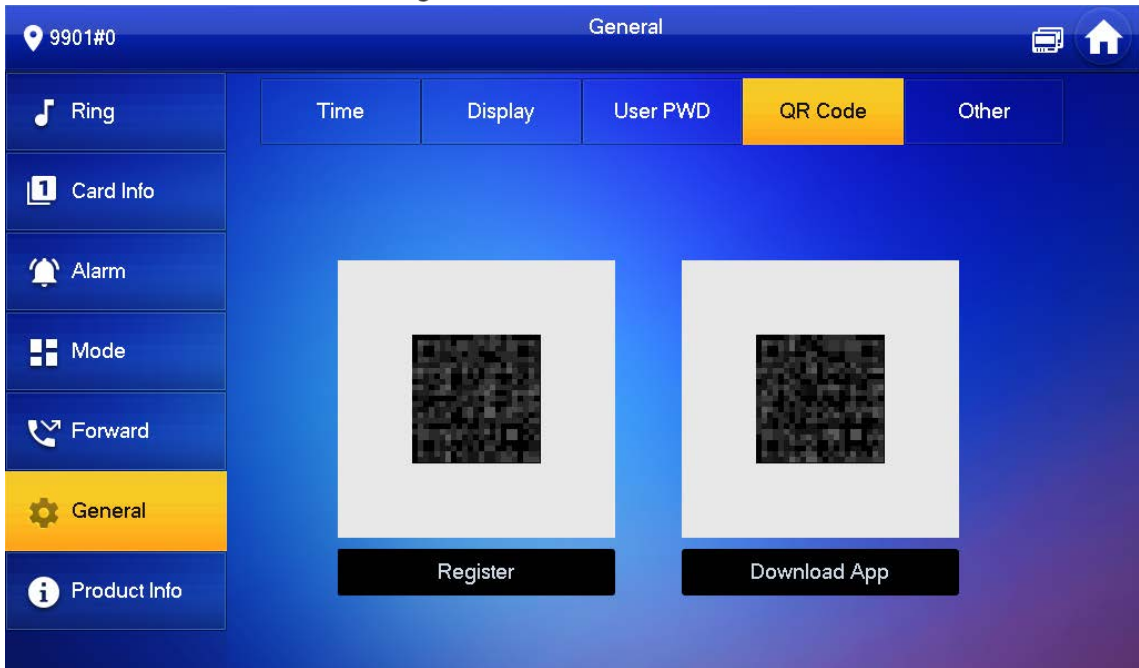 9901#0
General
Ring
Card Info
Alarm
Mode
Forward
General
Product Info
Time
Display
User PWD
QR Code
Other
Register
Download App